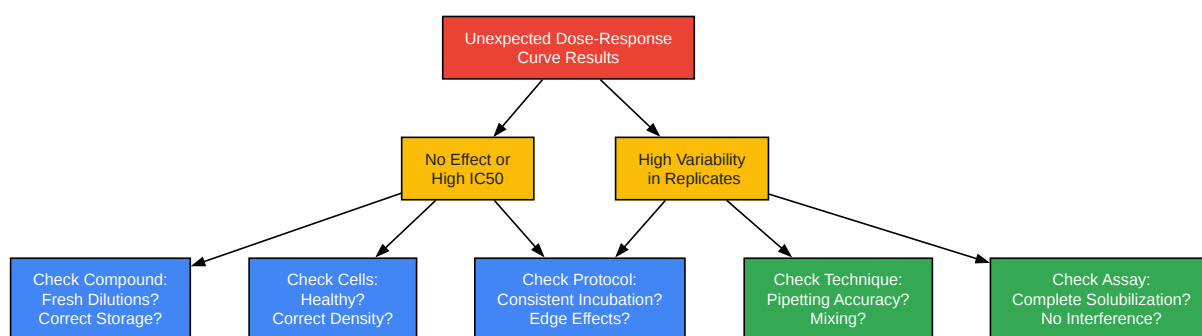 Unexpected Dose-Response
Curve Results
No Effect or
High IC50
High Variability
in Replicates
Check Compound:
Fresh Dilutions?
Correct Storage?
Check Cells:
Healthy?
Correct Density?
Check Protocol:
Consistent Incubation?
Edge Effects?
Check Technique:
Pipetting Accuracy?
Mixing?
Check Assay:
Complete Solubilization?
No Interference?